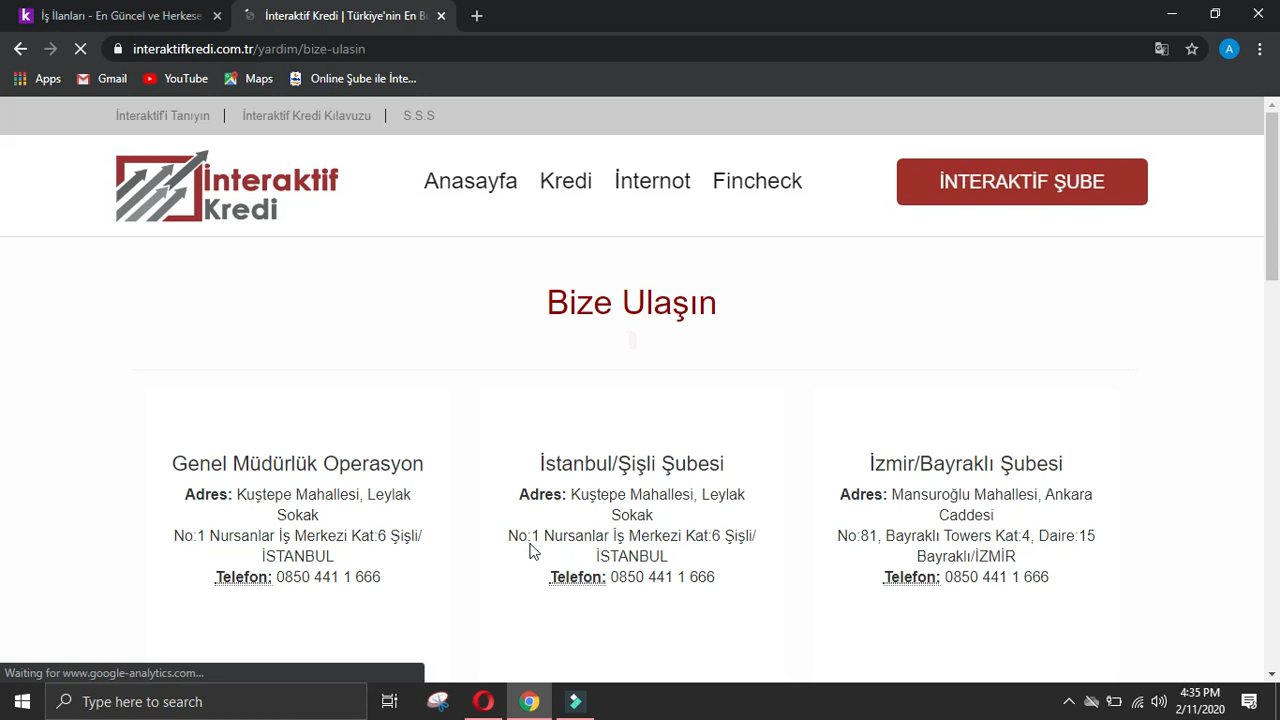 İş İlanları - En Güncel ve Herkese
İnteraktif Kredi | Türkiye'nin En B
interaktifkredi.com.tr/yardim/bize-ulasin
A
Apps
Gmail
YouTube
Maps
Online Şube ile İnte...
İnteraktif'i Tanıyın
İnteraktif Kredi Kılavuzu
S.S.S
İnteraktif
Kredi
Anasayfa
Kredi
İnternot
Fincheck
İNTERAKTİF ŞUBE
Bize Ulaşın
Genel Müdürlük Operasyon
Adres: Kuştepe Mahallesi, Leylak
Sokak
No:1 Nursanlar İş Merkezi Kat:6 Şişli/
İSTANBUL
Telefon: 0850 441 1 666
İstanbul/Şişli Şubesi
Adres: Kuştepe Mahallesi, Leylak
Sokak
No:1 Nursanlar İş Merkezi Kat:6 Şişli/
İSTANBUL
Telefon: 0850 441 1 666
İzmir/Bayraklı Şubesi
Adres: Mansuroğlu Mahallesi, Ankara
Caddesi
No:81, Bayraklı Towers Kat:4, Daire:15
Bayraklı/İZMİR
Telefon: 0850 441 1 666
Waiting for www.google-analytics.com...
Type here to search
4:35 PM
2/11/2020